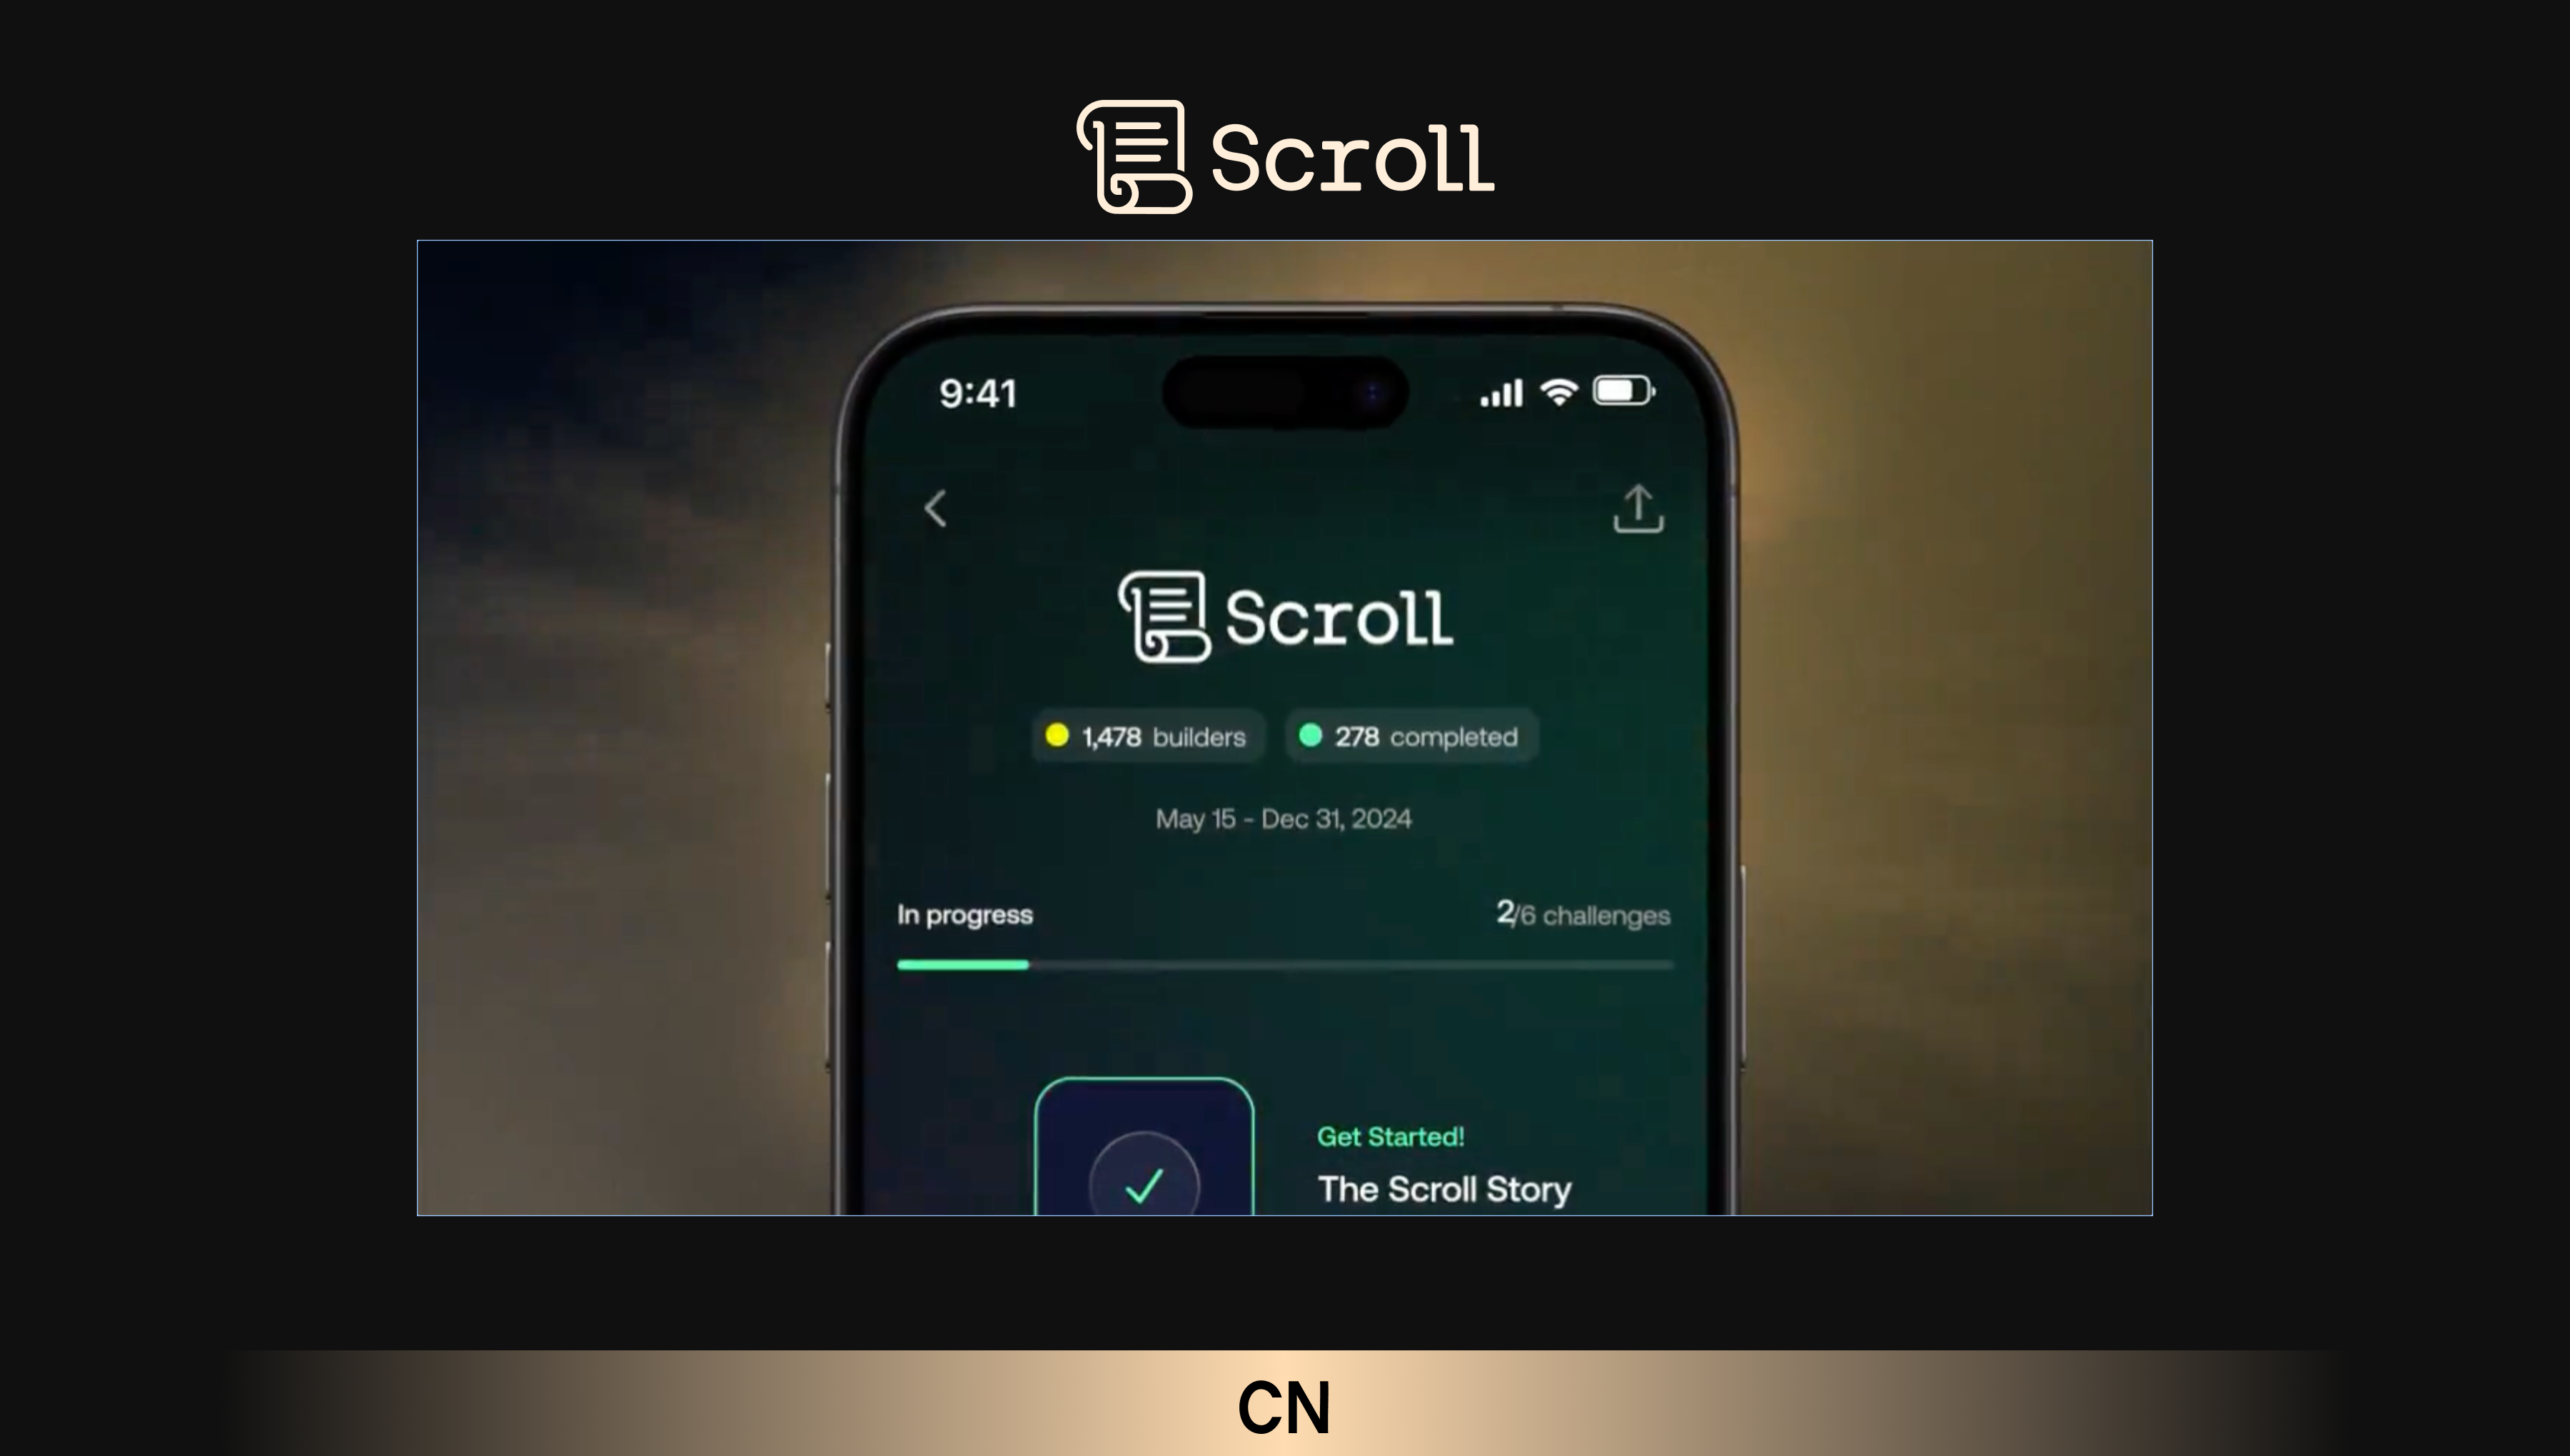 Scroll
9:41
Scroll
1,478 builders
278 completed
May 15 - Dec 31, 2024
In progress
2/6 challenges
Get Started!
The Scroll Story
CN